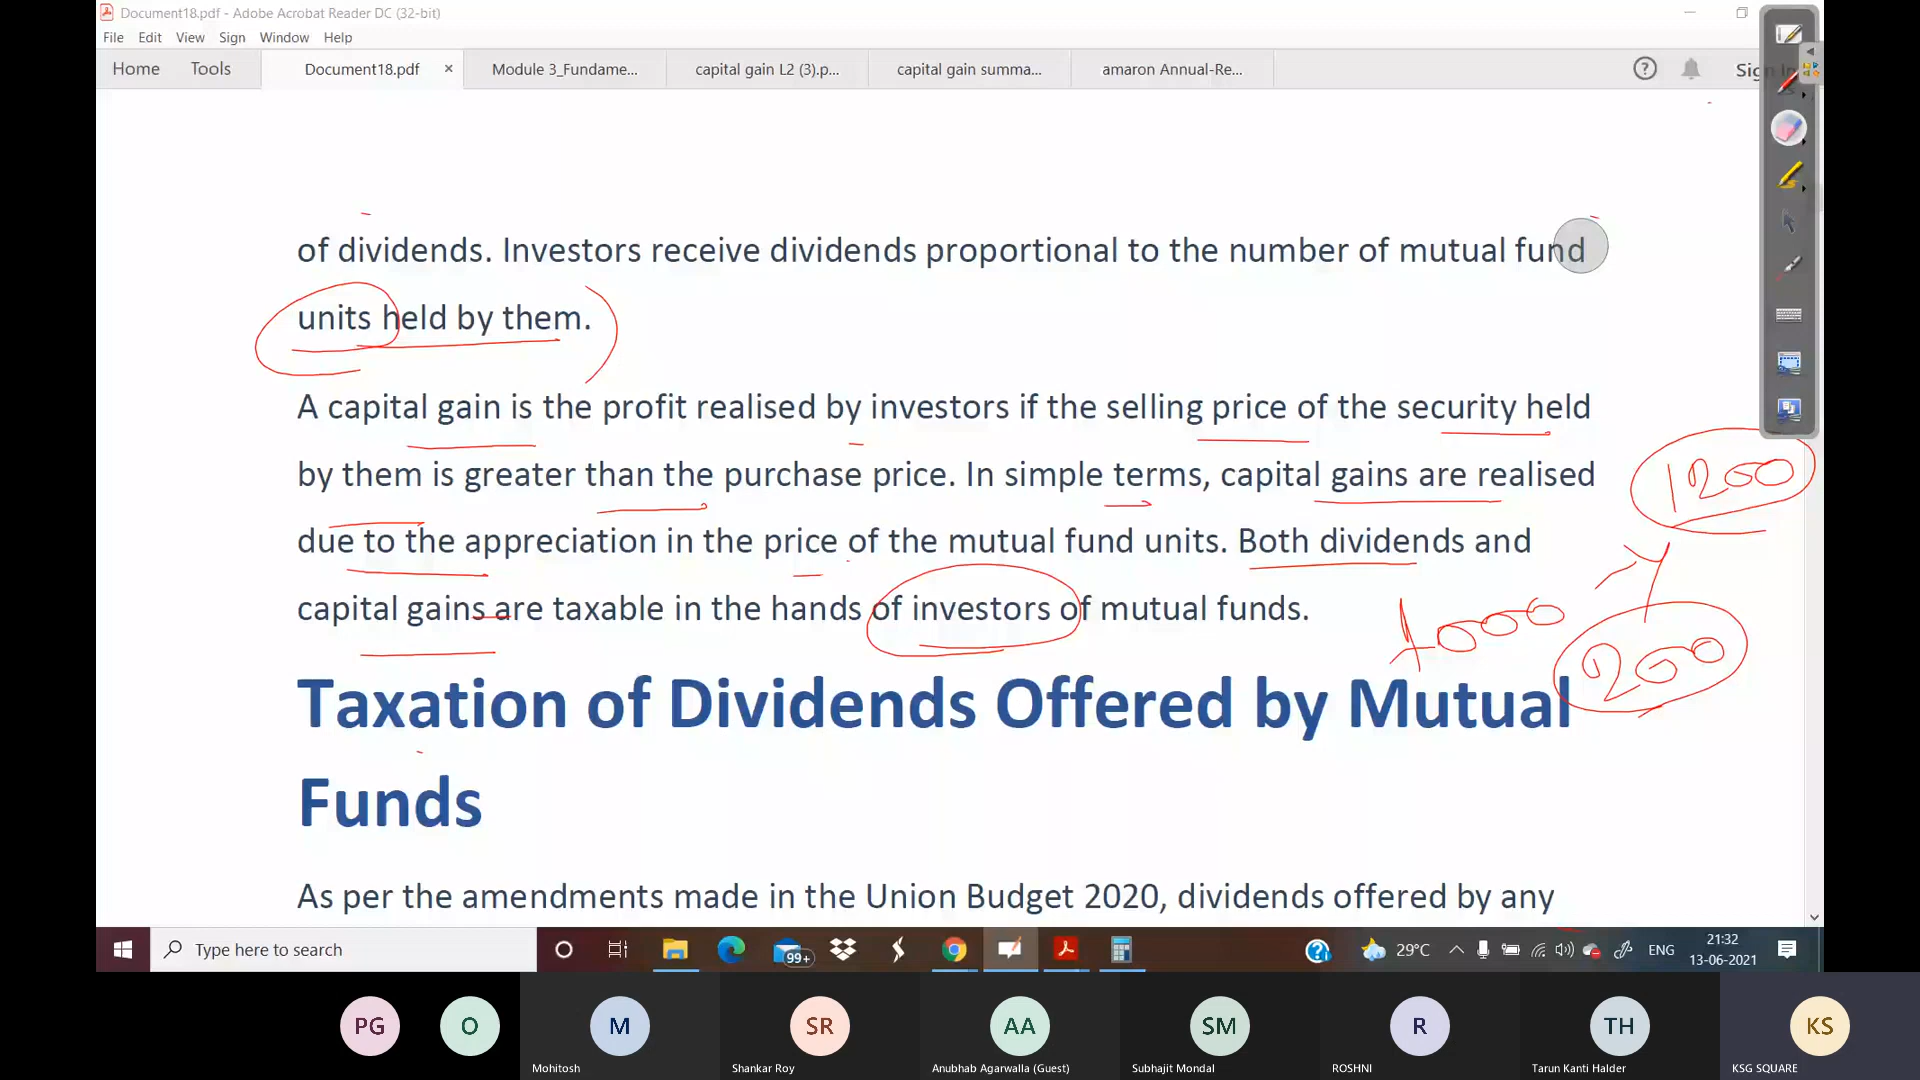 Document18.pdf - Adobe Acrobat Reader DC (32-bit)
File Edit View Sign Window Help
Home Tools Document18.pdf × Module 3_Fundame... capital gain L2 (3).p... capital gain summa... amaron Annual-Re... Sign In
of dividends. Investors receive dividends proportional to the number of mutual fund
units held by them.
A capital gain is the profit realised by investors if the selling price of the security held
by them is greater than the purchase price. In simple terms, capital gains are realised
due to the appreciation in the price of the mutual fund units. Both dividends and
capital gains are taxable in the hands of investors of mutual funds.
1200
1000
200
Taxation of Dividends Offered by Mutual
Funds
As per the amendments made in the Union Budget 2020, dividends offered by any
Type here to search
99+
29°C
ENG
21:32
13-06-2021
PG O M SR AA SM R TH KS
Mohitosh Shankar Roy Anubhab Agarwalla (Guest) Subhajit Mondal ROSHNI Tarun Kanti Halder KSG SQUARE